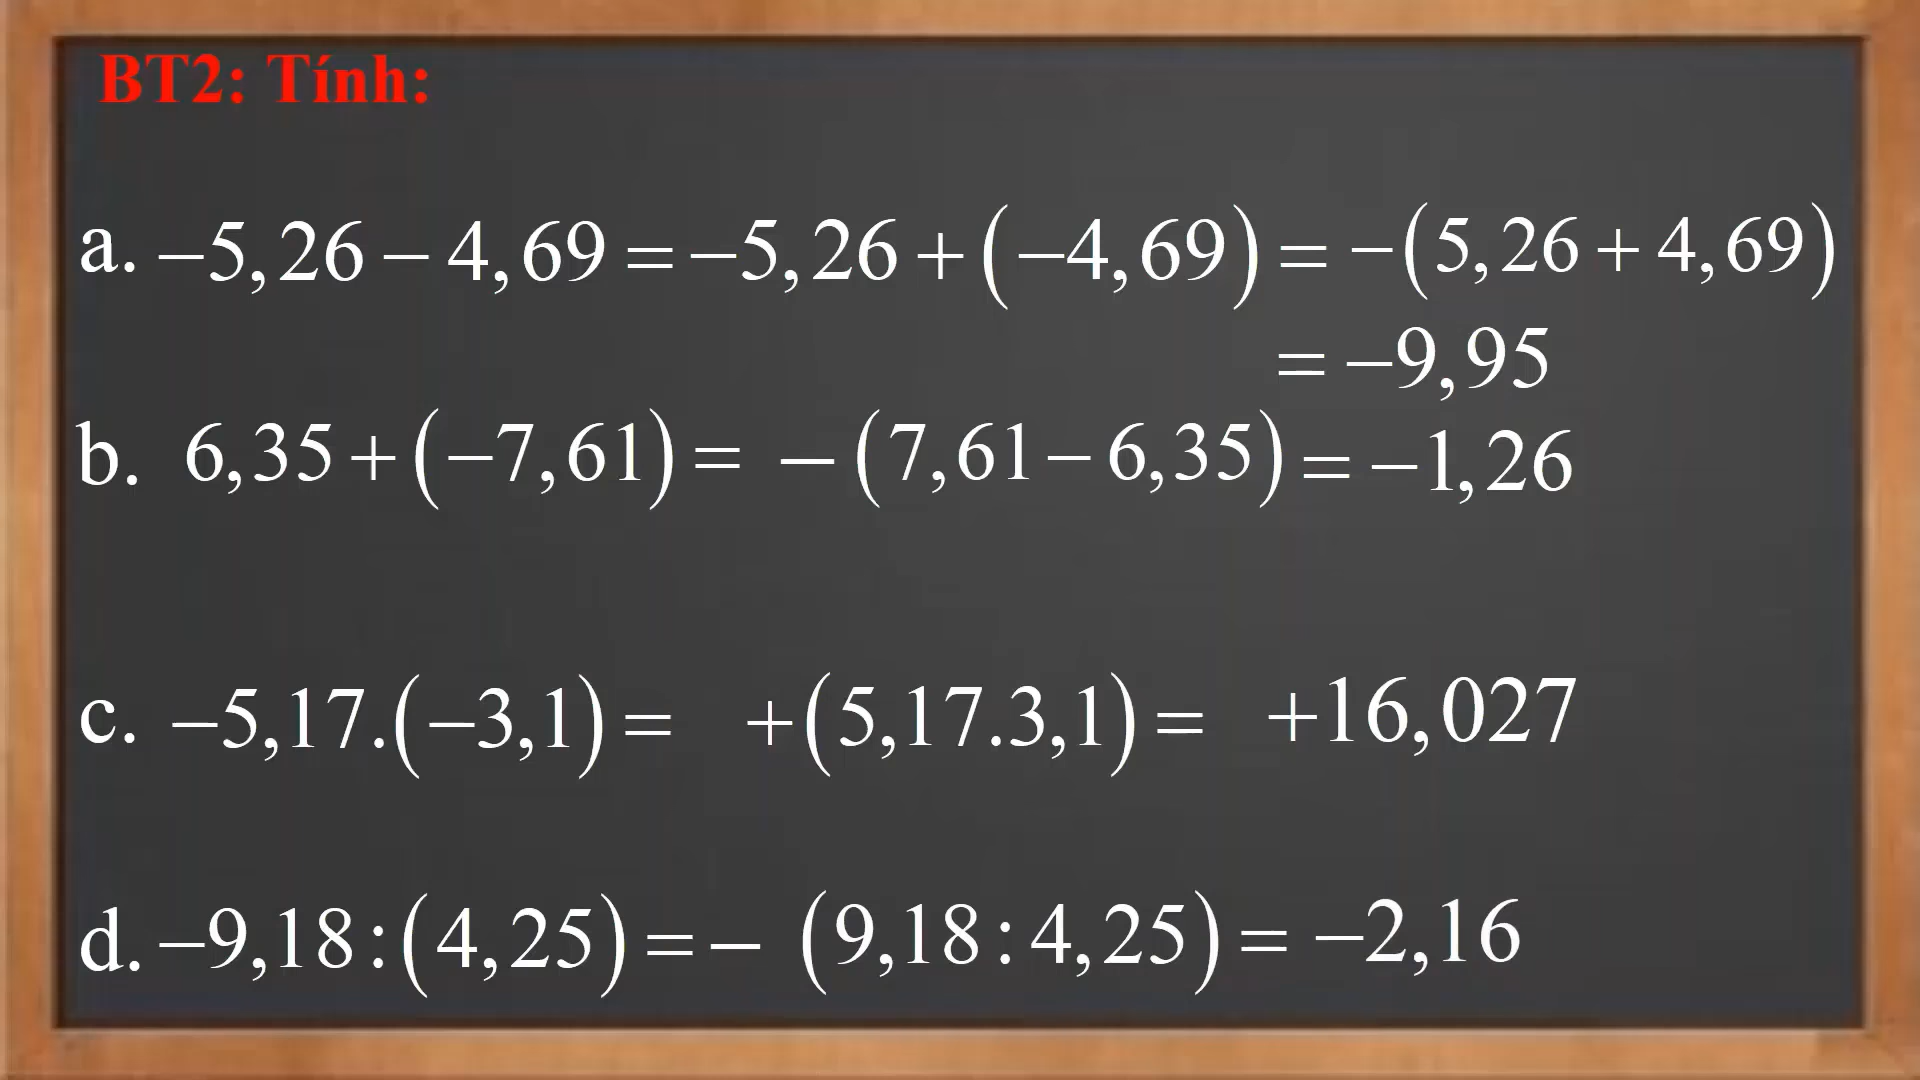 BT2: Tính:
a. −5,26 − 4,69 = −5,26 + (−4,69) = −(5,26 + 4,69)
= −9,95
b. 6,35 + (−7,61) = − (7,61 − 6,35) = −1,26
c. −5,17.(−3,1) = +(5,17.3,1) = +16,027
d. −9,18 : (4,25) = − (9,18 : 4,25) = −2,16